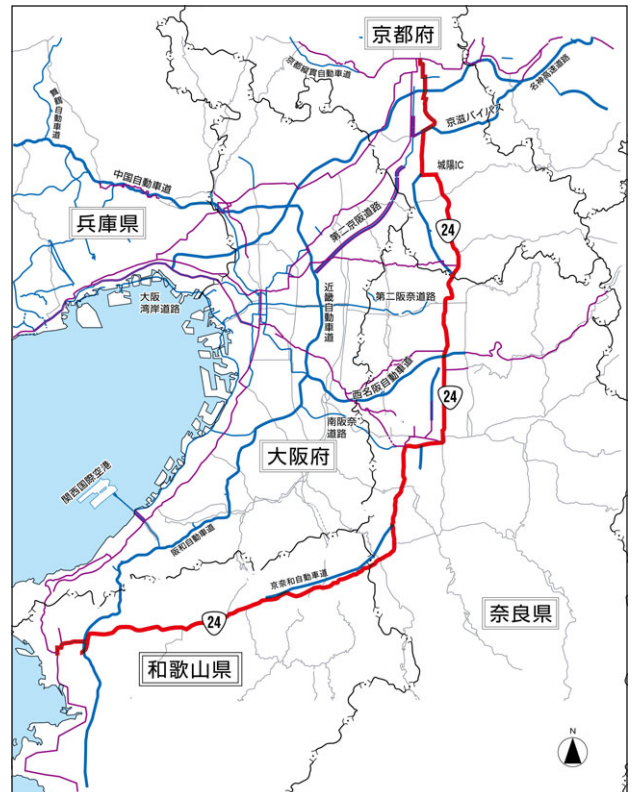 京都府
京都縦貫自動車道
名神高速道路
舞鶴自動車道
京滋バイパス
城陽IC
中国自動車道
兵庫県
第二京阪道路
24
大阪
湾岸道路
近畿自動車道
第二阪奈道路
西名阪自動車道
24
南阪奈
道路
大阪府
関西国際空港
阪和自動車道
京奈和自動車道
奈良県
24
和歌山県
N